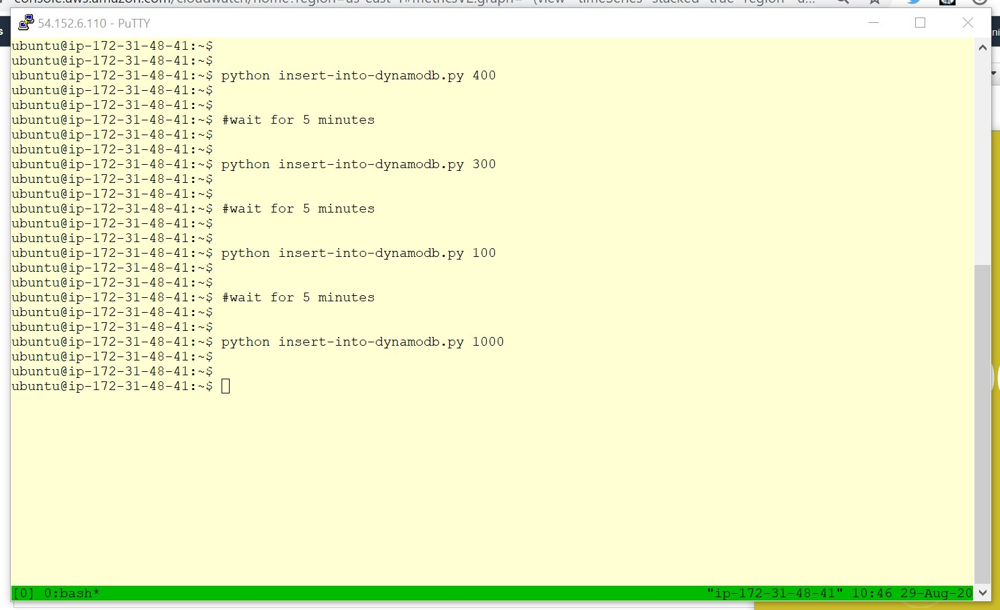 54.152.6.110 - PuTTY
ubuntu@ip-172-31-48-41:~$
ubuntu@ip-172-31-48-41:~$
ubuntu@ip-172-31-48-41:~$ python insert-into-dynamodb.py 400
ubuntu@ip-172-31-48-41:~$
ubuntu@ip-172-31-48-41:~$
ubuntu@ip-172-31-48-41:~$ #wait for 5 minutes
ubuntu@ip-172-31-48-41:~$
ubuntu@ip-172-31-48-41:~$
ubuntu@ip-172-31-48-41:~$ python insert-into-dynamodb.py 300
ubuntu@ip-172-31-48-41:~$
ubuntu@ip-172-31-48-41:~$
ubuntu@ip-172-31-48-41:~$ #wait for 5 minutes
ubuntu@ip-172-31-48-41:~$
ubuntu@ip-172-31-48-41:~$
ubuntu@ip-172-31-48-41:~$ python insert-into-dynamodb.py 100
ubuntu@ip-172-31-48-41:~$
ubuntu@ip-172-31-48-41:~$
ubuntu@ip-172-31-48-41:~$ #wait for 5 minutes
ubuntu@ip-172-31-48-41:~$
ubuntu@ip-172-31-48-41:~$
ubuntu@ip-172-31-48-41:~$ python insert-into-dynamodb.py 1000
ubuntu@ip-172-31-48-41:~$
ubuntu@ip-172-31-48-41:~$
ubuntu@ip-172-31-48-41:~$
[0] 0:bash* "ip-172-31-48-41" 10:46 29-Aug-20